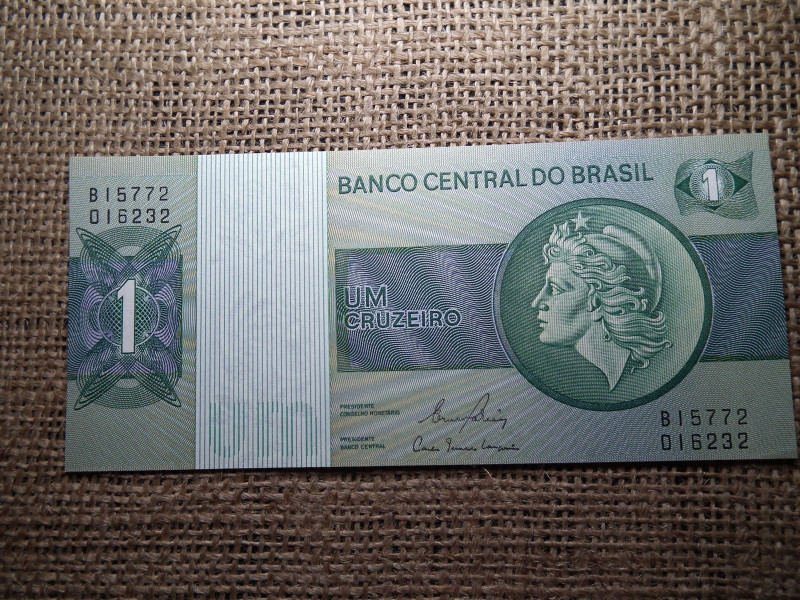 B15772
016232
BANCO CENTRAL DO BRASIL
1
1
UM
CRUZEIRO
PRESIDENTE
CONSELHO MONETÁRIO
PRESIDENTE
BANCO CENTRAL
B15772
016232